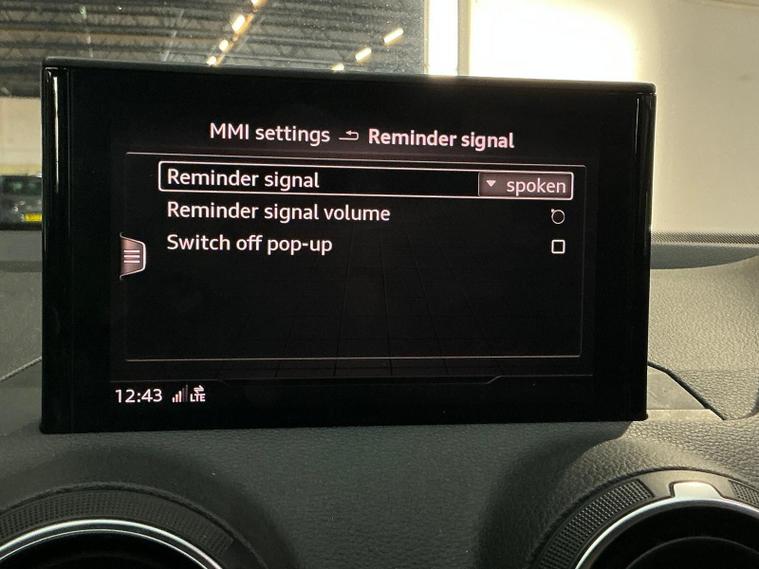 MMI settings Reminder signal
Reminder signal spoken
Reminder signal volume
Switch off pop-up
12:43 LTE